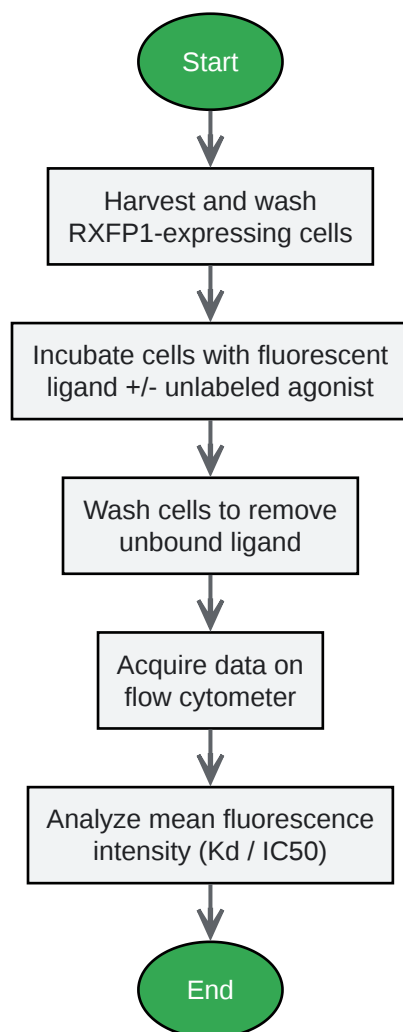 Start
Harvest and wash
RXFP1-expressing cells
Incubate cells with fluorescent
ligand +/- unlabeled agonist
Wash cells to remove
unbound ligand
Acquire data on
flow cytometer
Analyze mean fluorescence
intensity (Kd / IC50)
End